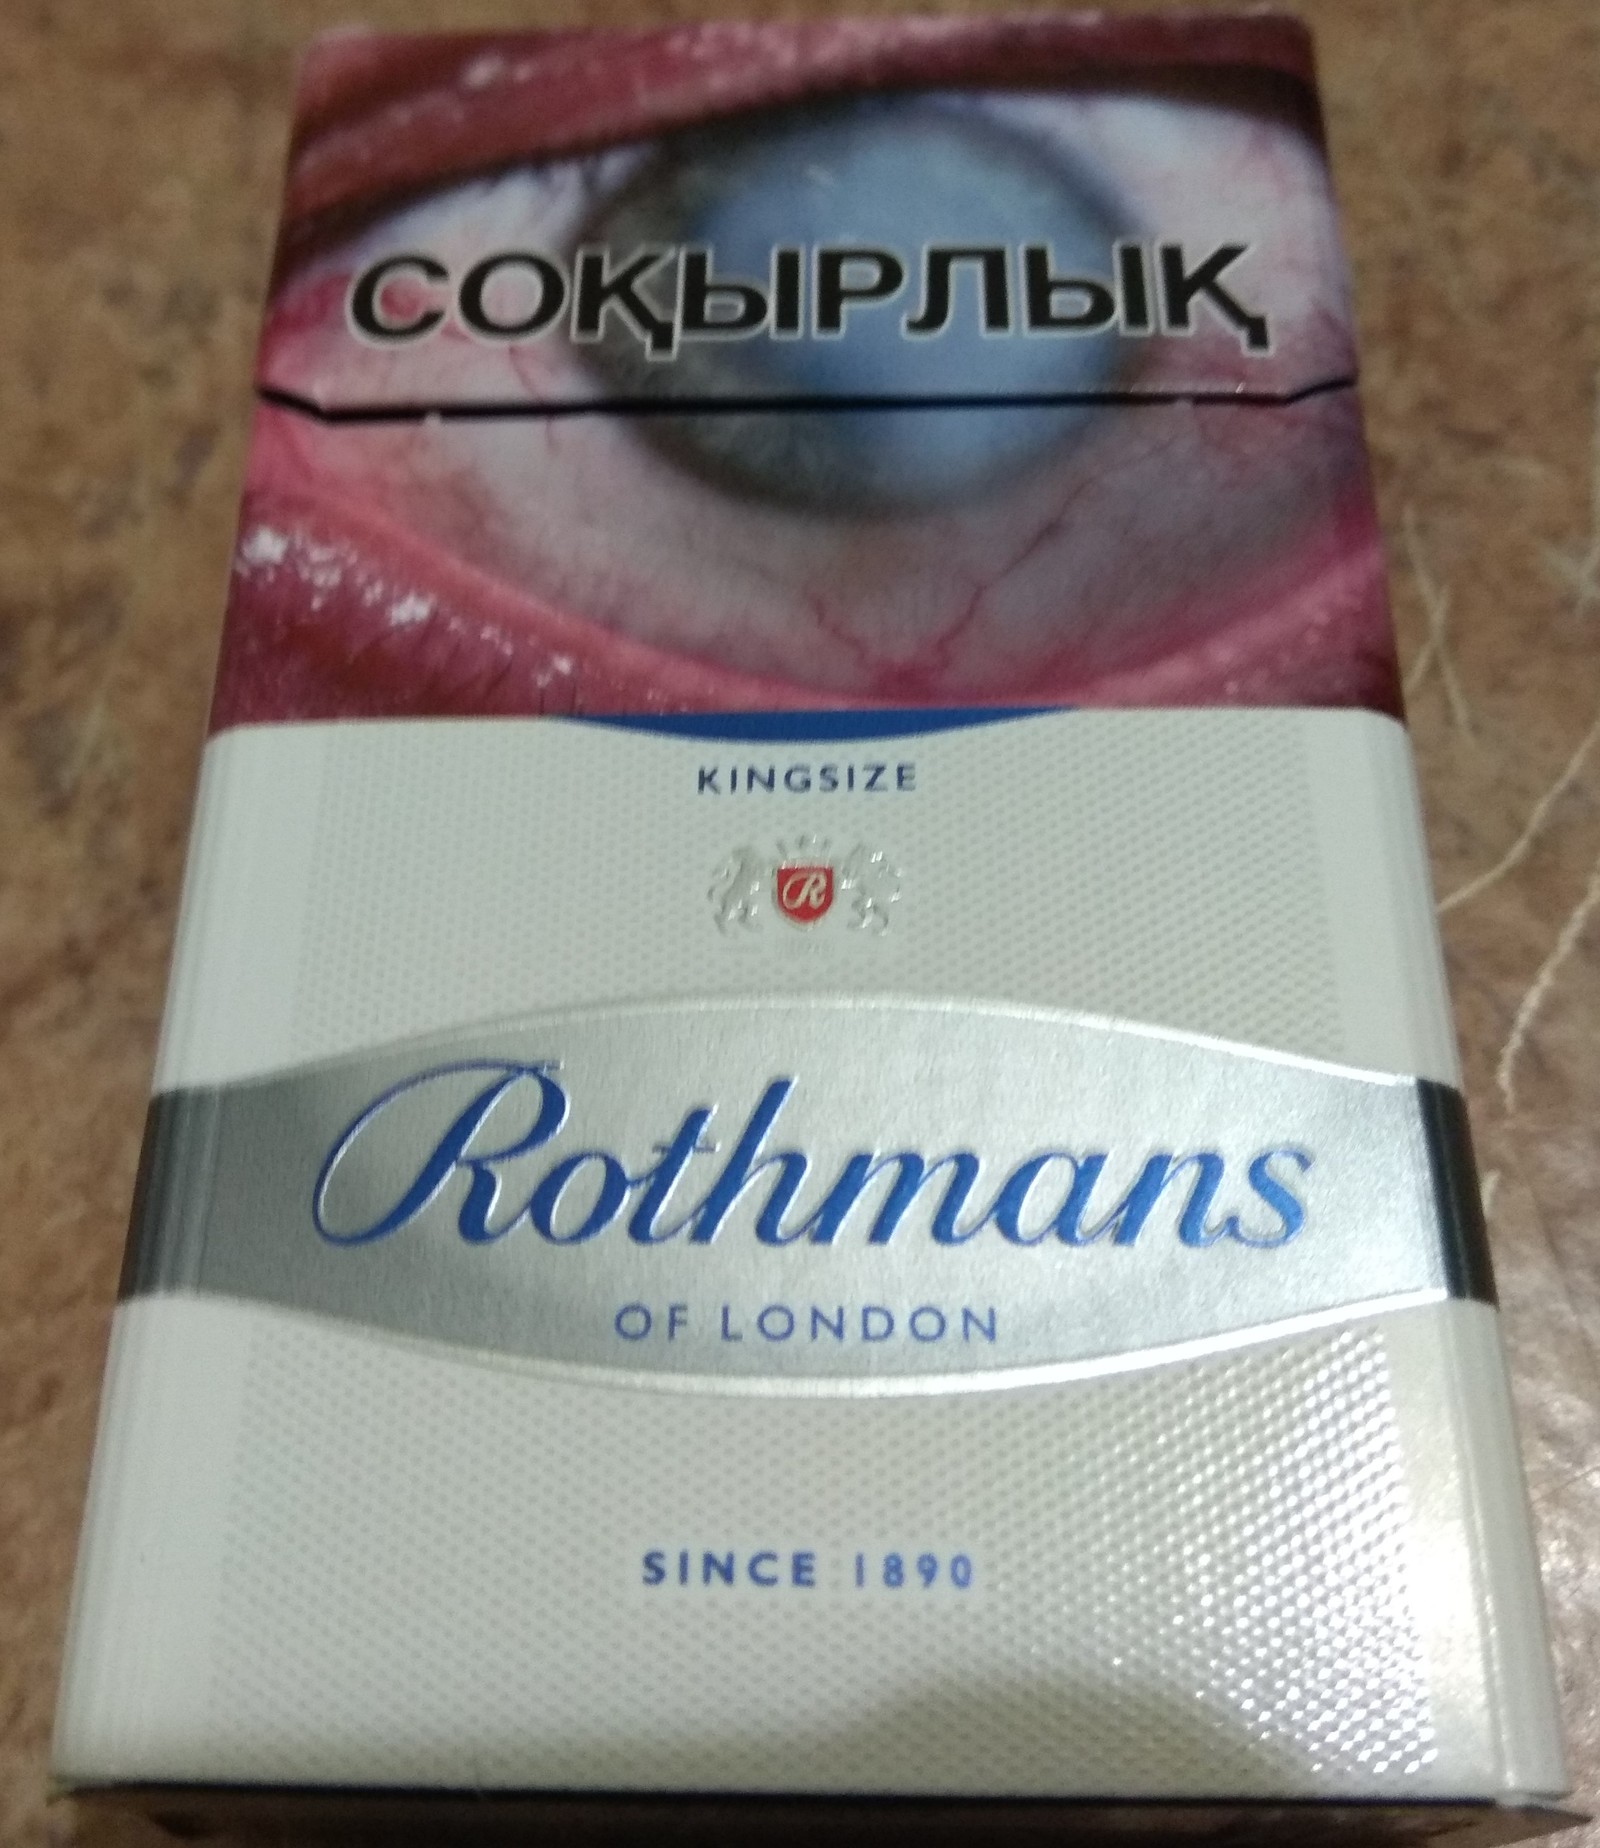 СОҚЫРЛЫҚ
KINGSIZE
R
Rothmans
OF LONDON
SINCE 1890